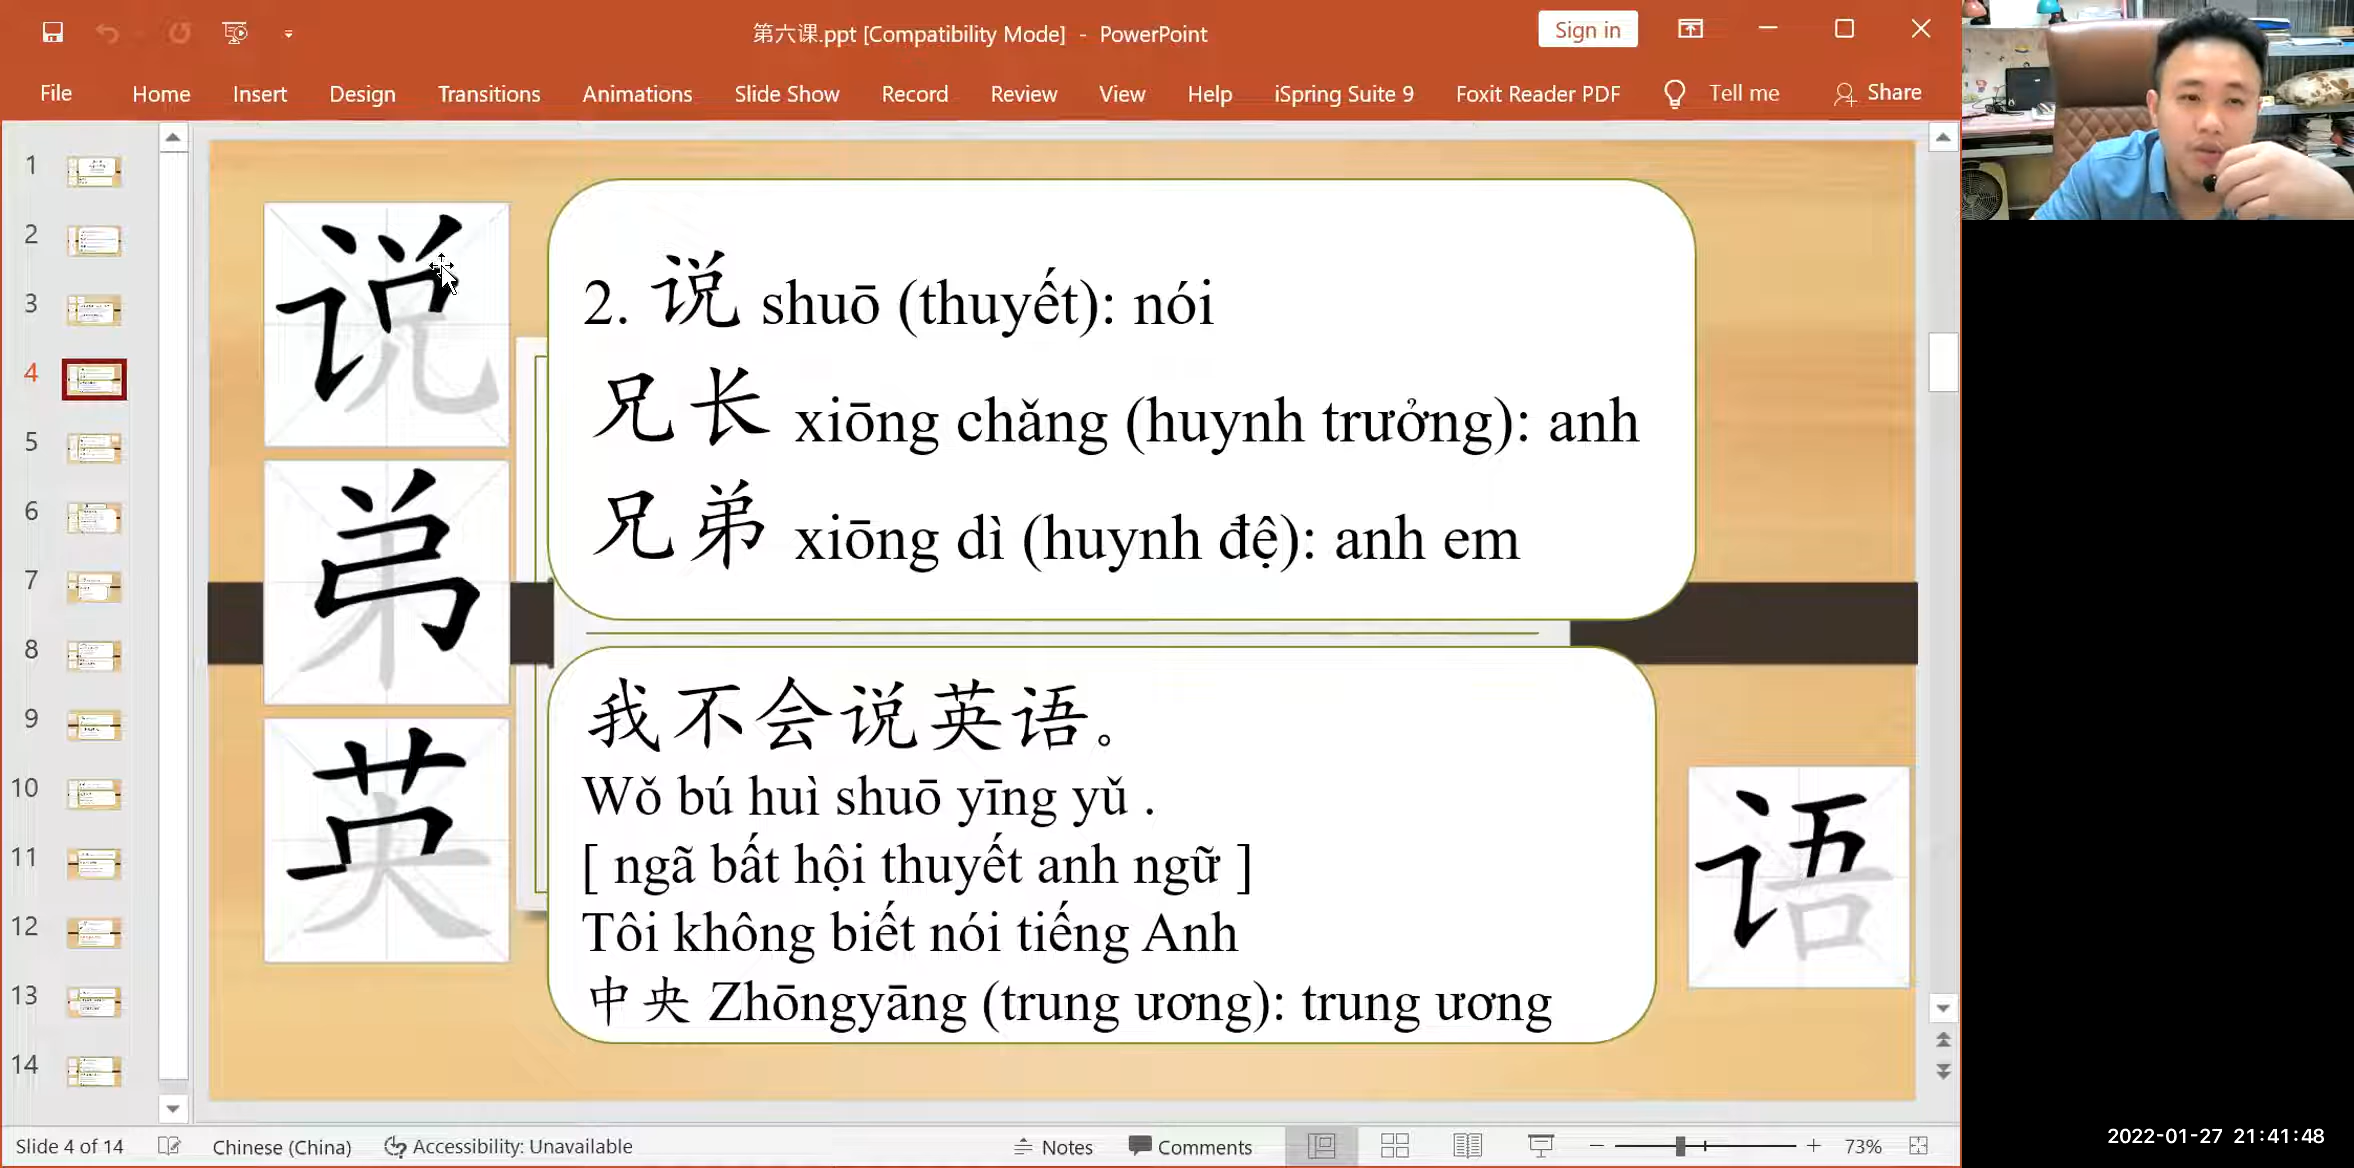 第六课.ppt [Compatibility Mode] - PowerPoint
Sign in
File Home Insert Design Transitions Animations Slide Show Record Review View Help iSpring Suite 9 Foxit Reader PDF Tell me Share
1
2
3
4
5
6
7
8
9
10
11
12
13
14
说
弟
英
2. 说 shuō (thuyết): nói
兄长 xiōng chǎng (huynh trưởng): anh
兄弟 xiōng dì (huynh đệ): anh em
我不会说英语。
Wǒ bú huì shuō yīng yǔ .
[ ngã bất hội thuyết anh ngữ ]
Tôi không biết nói tiếng Anh
中央 Zhōngyāng (trung ương): trung ương
语
Slide 4 of 14 Chinese (China) Accessibility: Unavailable Notes Comments 73%
2022-01-27 21:41:48